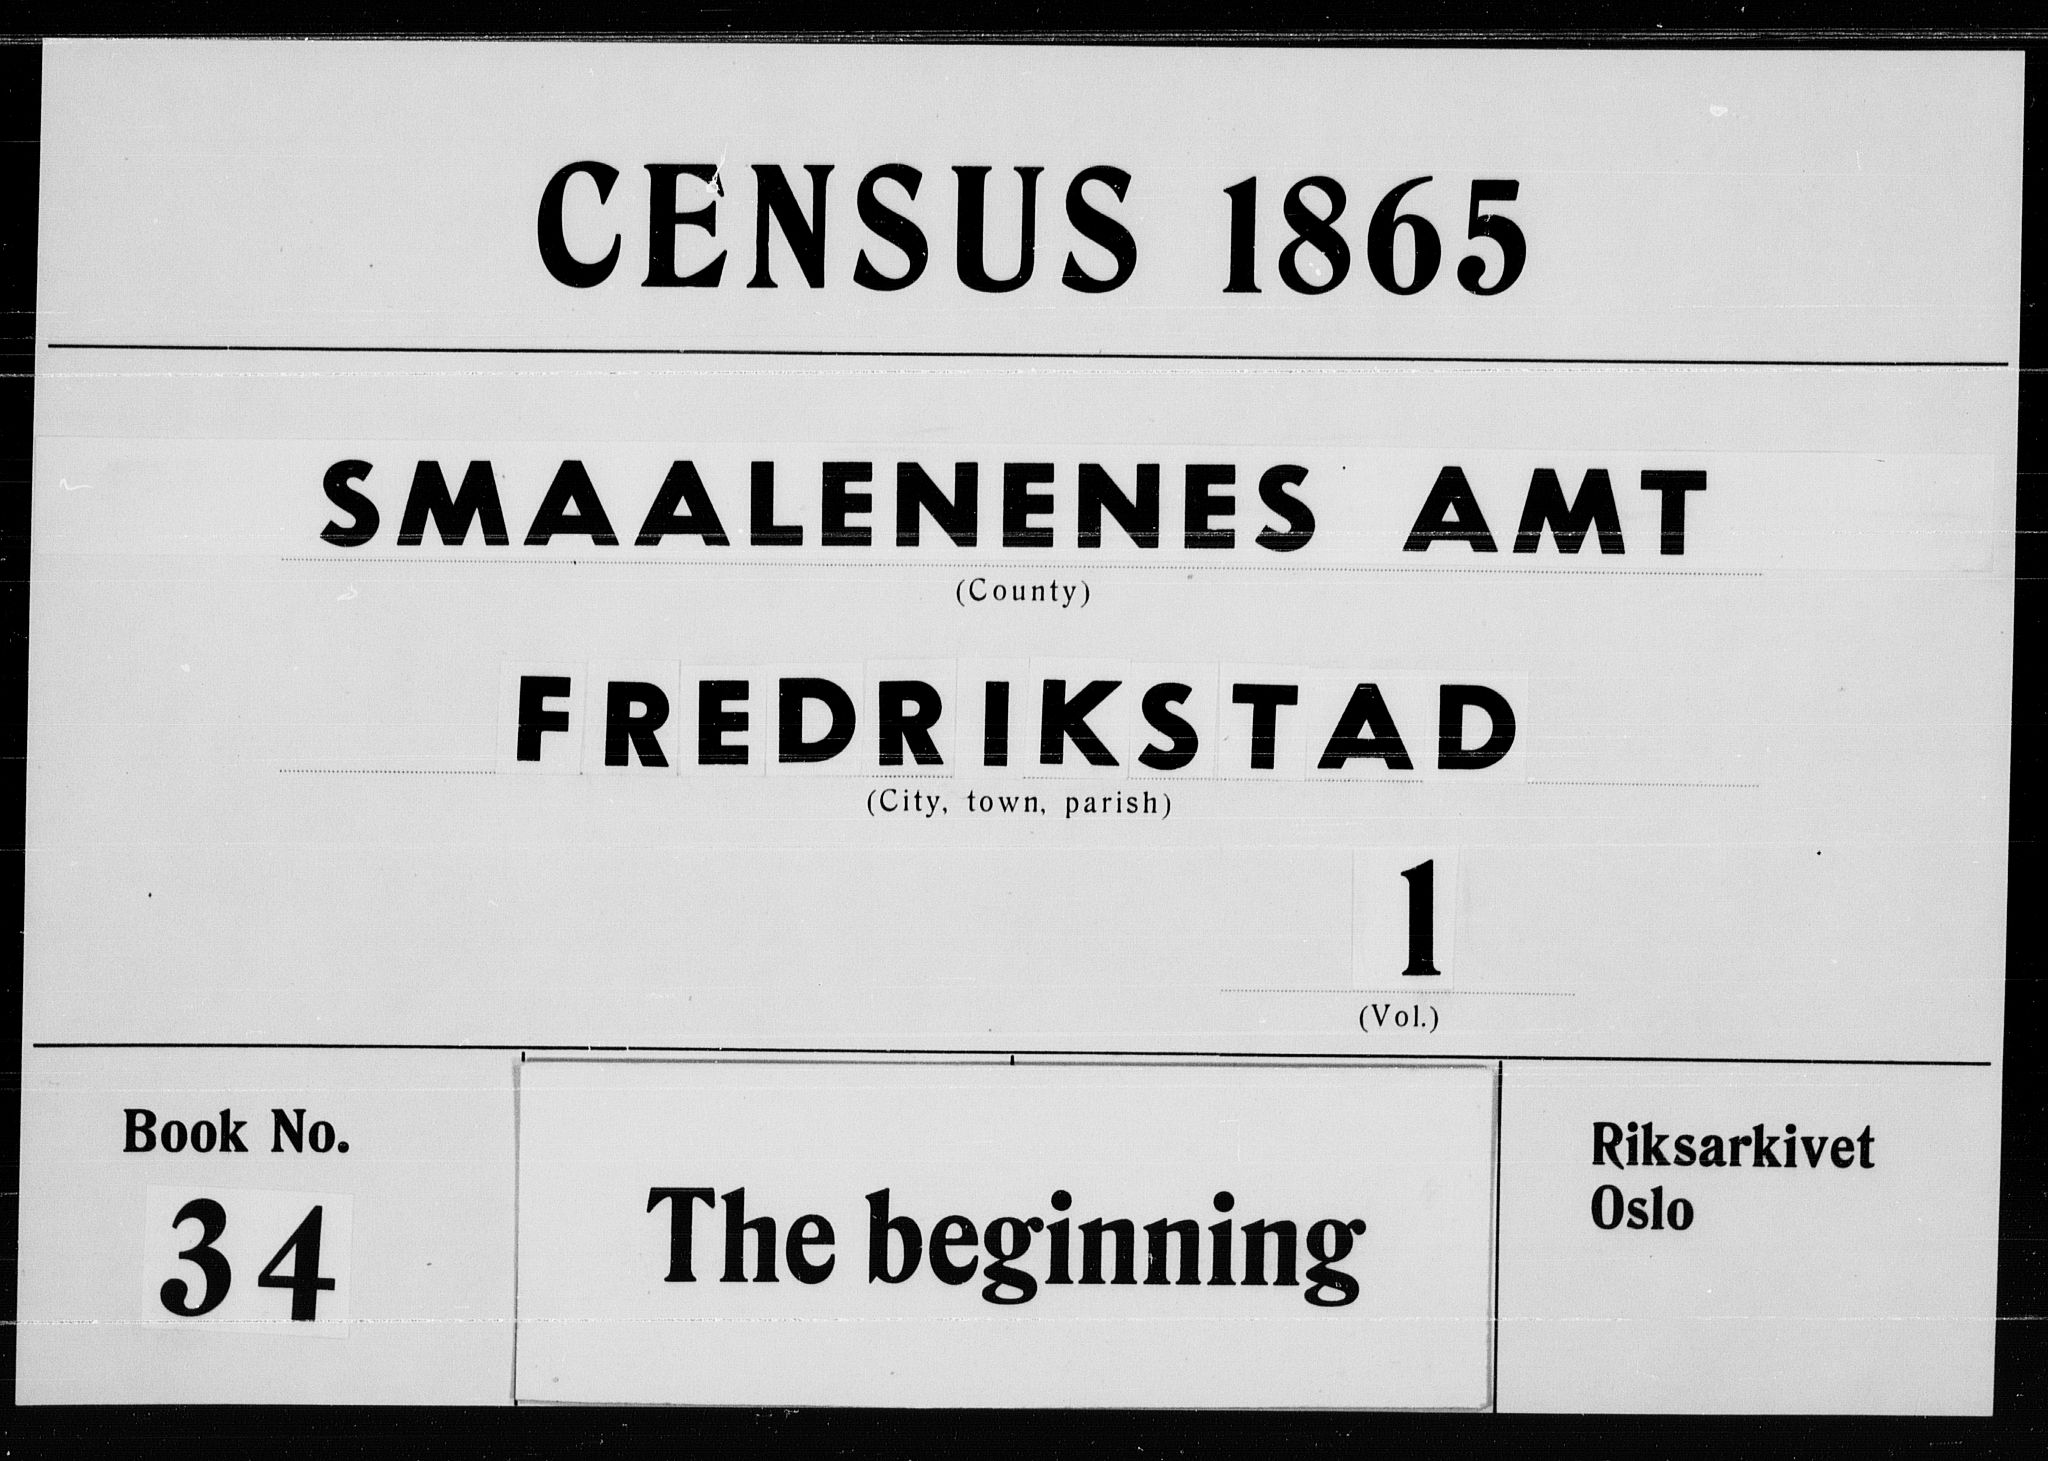 CENSUS 1865
SMAALENENES AMT
(County)
FREDRIKSTAD
(City, town, parish)
1
(Vol.)
Book No.
34
The beginning
Riksarkivet
Oslo